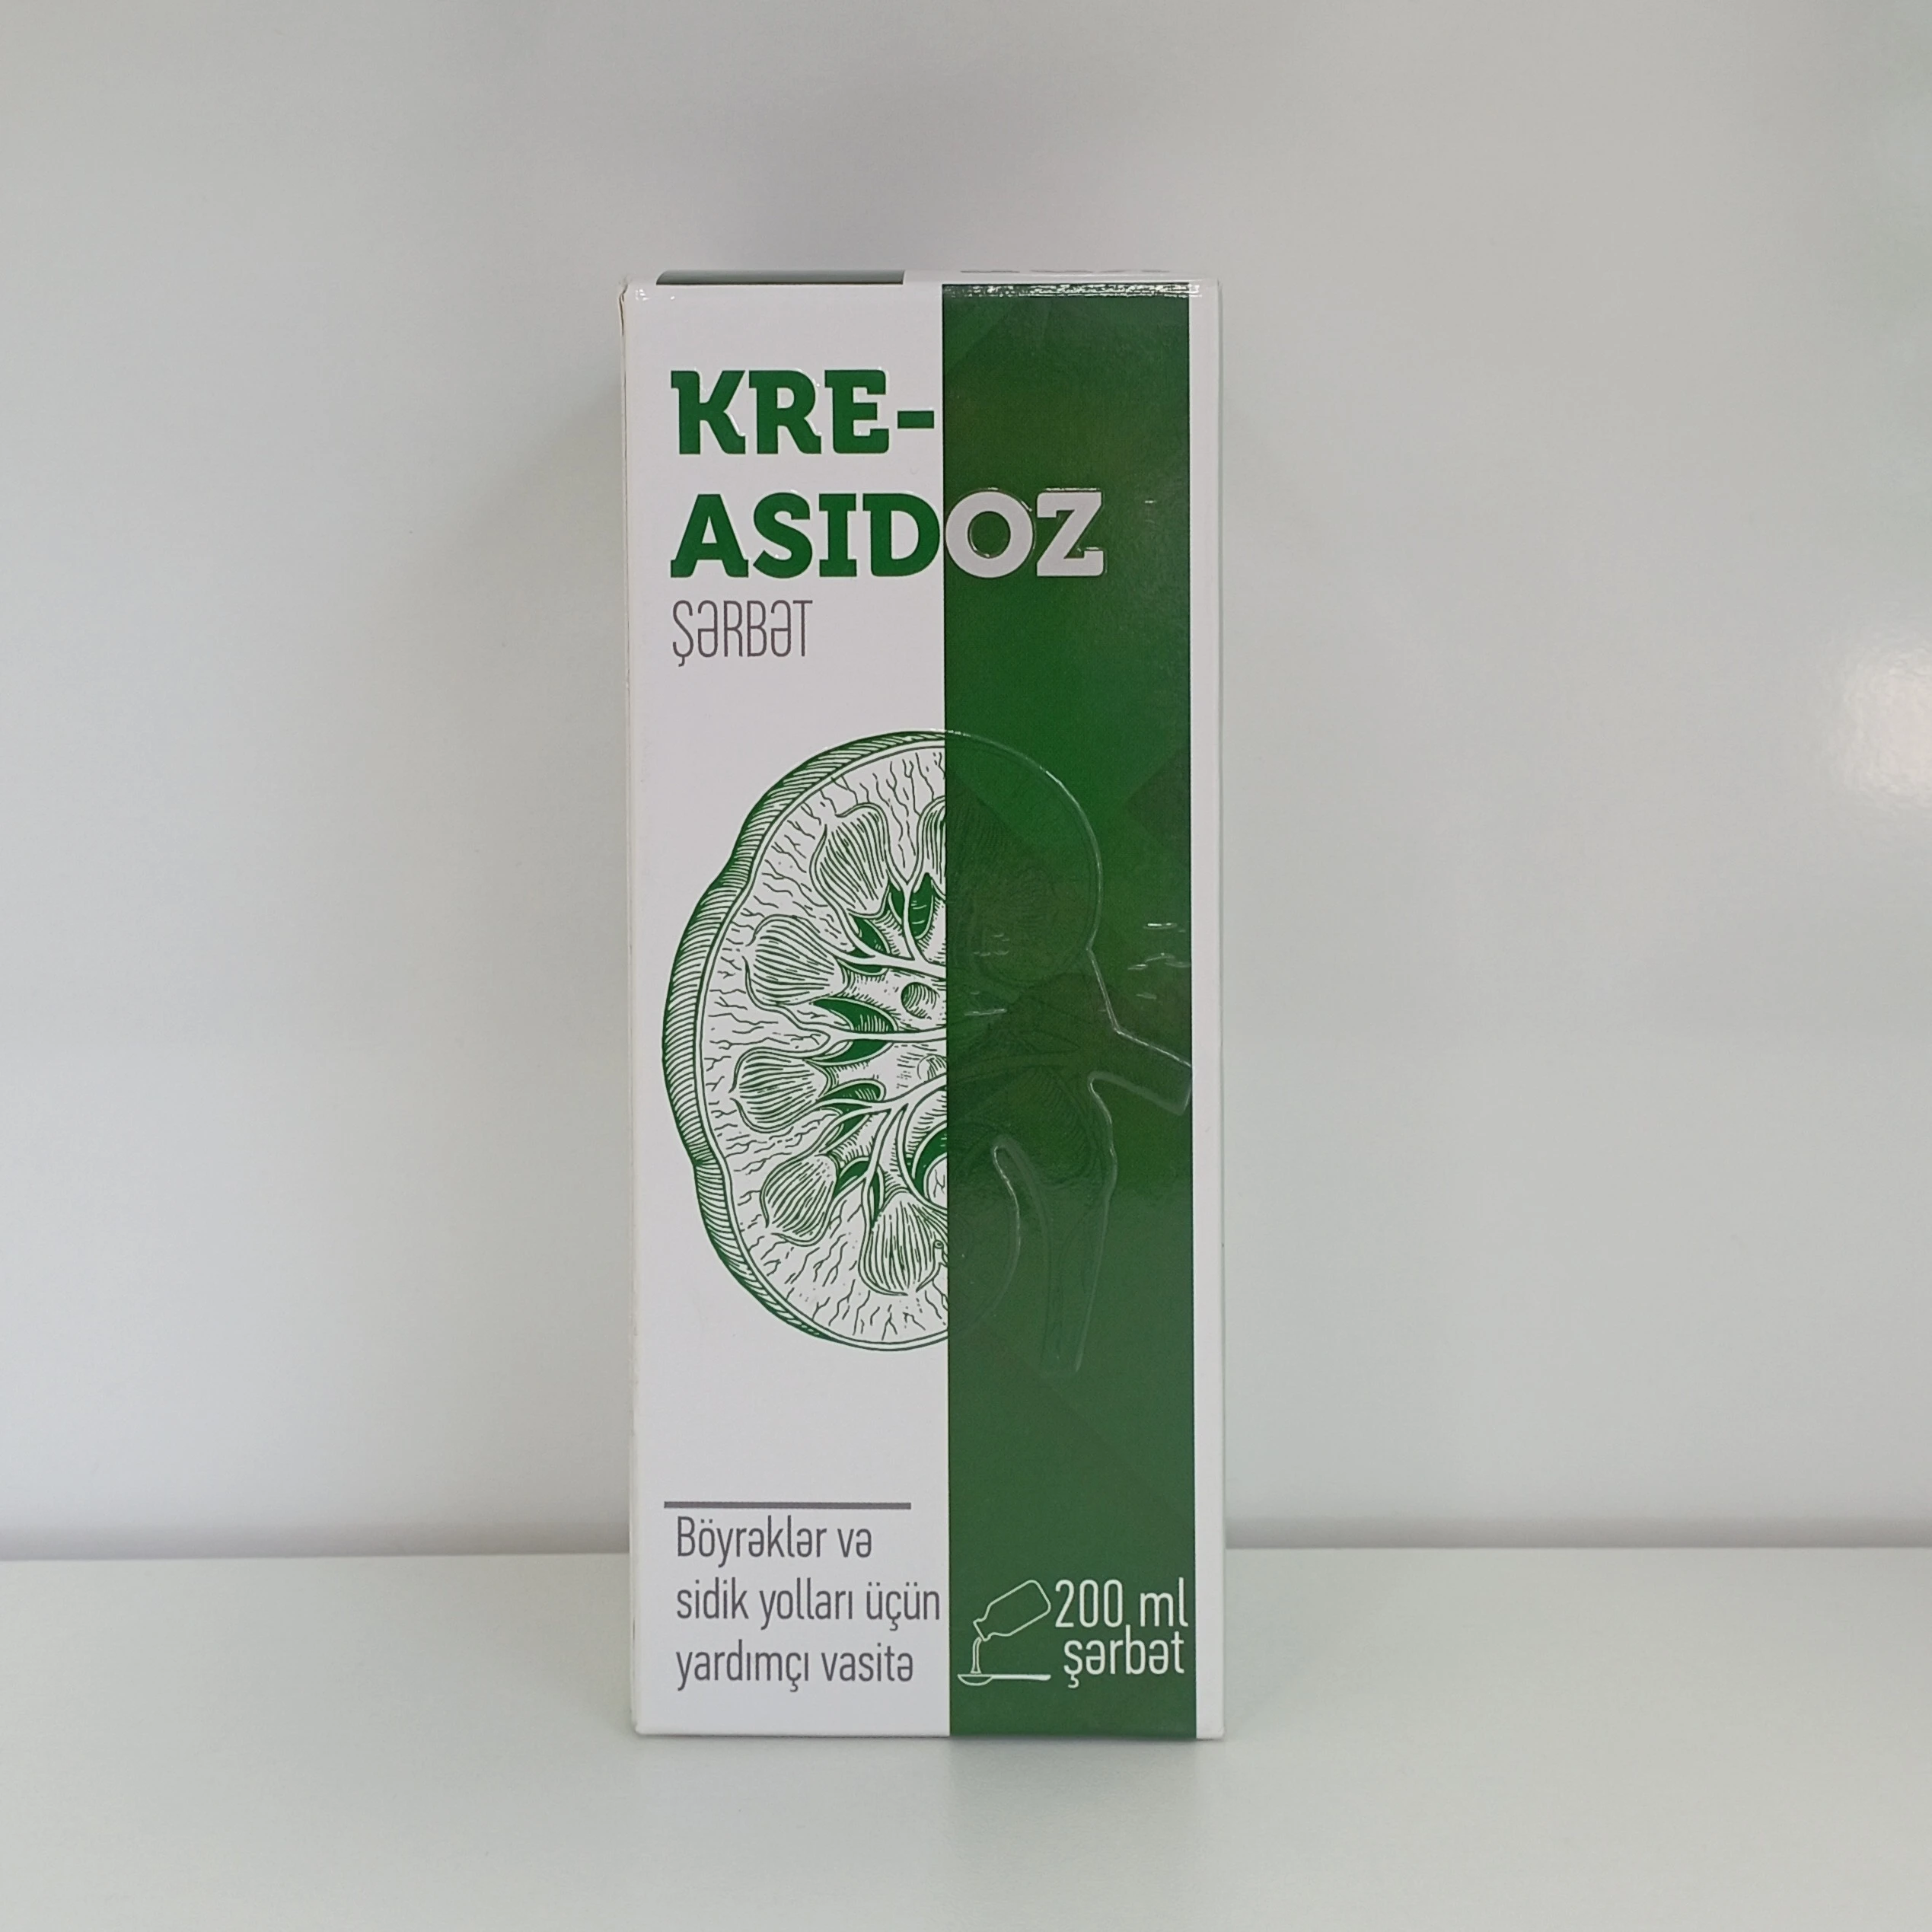 KRE-
ASIDOZ
ŞƏRBƏT
Böyrəklər və
sidik yolları üçün
yardımçı vasitə
200 ml
şərbət